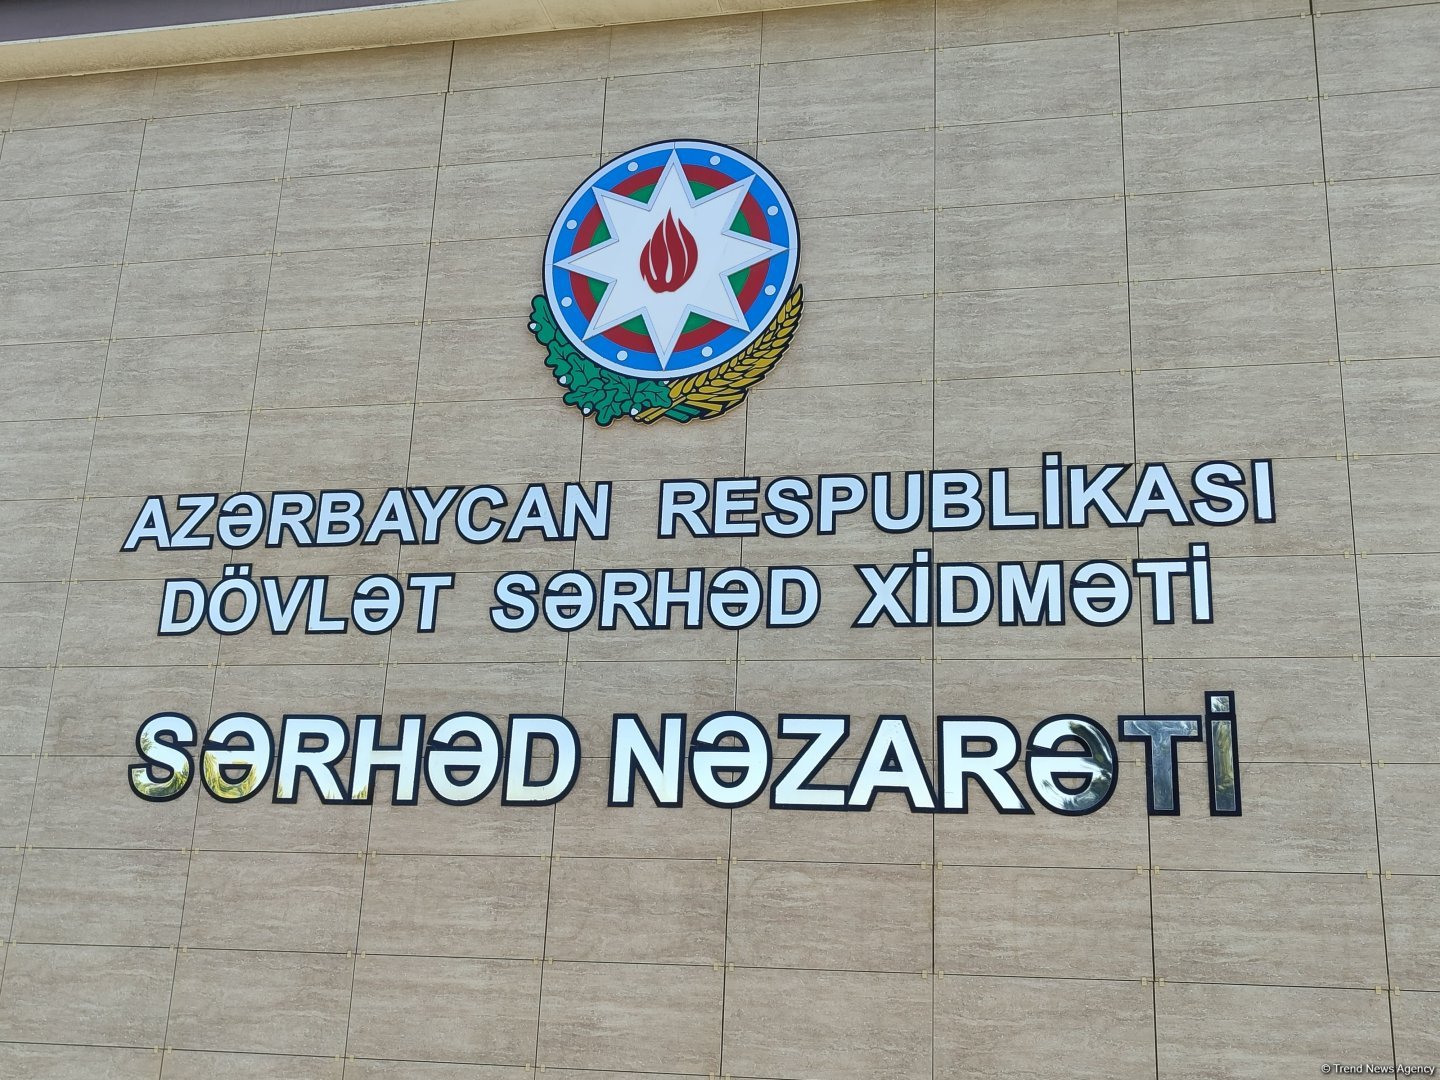 AZƏRBAYCAN RESPUBLİKASI
DÖVLƏT SƏRHƏD XİDMƏTİ
SƏRHƏD NƏZARƏTİ
© Trend News Agency